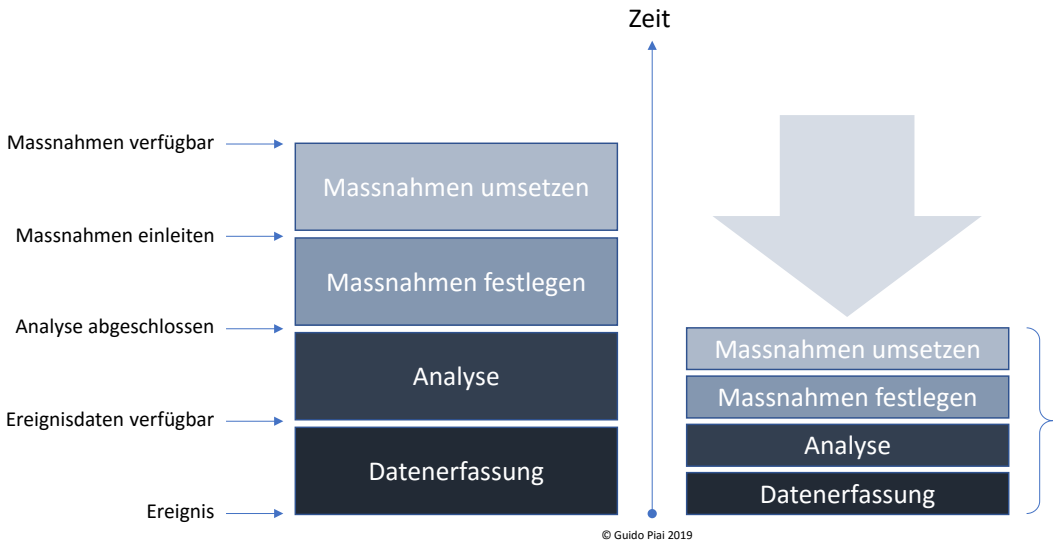 Zeit
Massnahmen verfügbar
Massnahmen umsetzen
Massnahmen einleiten
Massnahmen festlegen
Analyse abgeschlossen
Analyse
Ereignisdaten verfügbar
Datenerfassung
Ereignis
Massnahmen umsetzen
Massnahmen festlegen
Analyse
Datenerfassung
© Guido Piai 2019